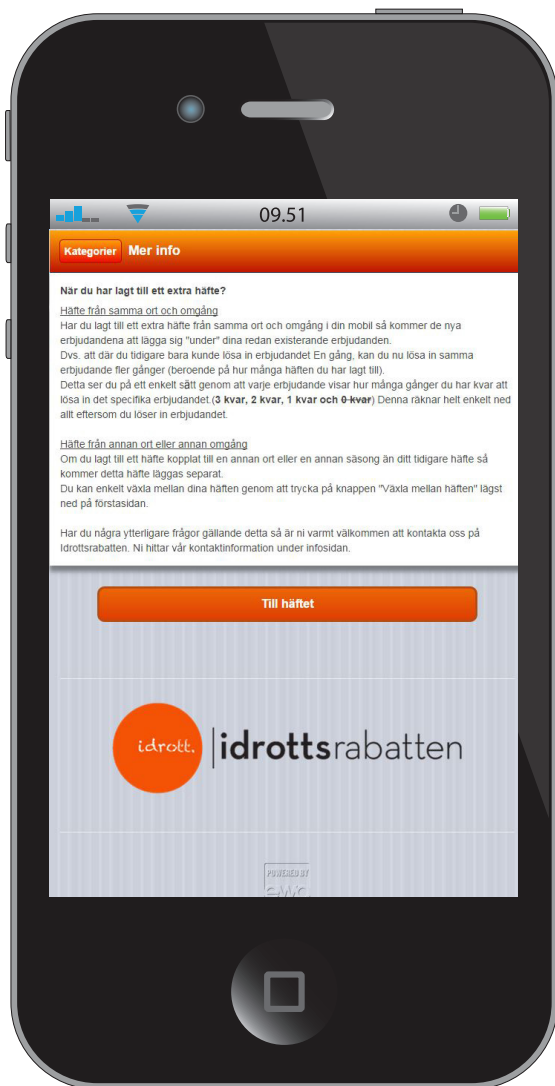 09.51
Kategorier Mer info
När du har lagt till ett extra häfte?
Häfte från samma ort och omgång
Har du lagt till ett extra häfte från samma ort och omgång i din mobil så kommer de nya
erbjudandena att lägga sig "under" dina redan existerande erbjudanden.
Dvs. att där du tidigare bara kunde lösa in erbjudandet En gång, kan du nu lösa in samma
erbjudande fler gånger (beroende på hur många häften du har lagt till).
Detta ser du på ett enkelt sätt genom att varje erbjudande visar hur många gånger du har kvar att
lösa in det specifika erbjudandet.(3 kvar, 2 kvar, 1 kvar och 0 kvar) Denna räknar helt enkelt ned
allt eftersom du löser in erbjudandet.
Häfte från annan ort eller annan omgång
Om du lagt till ett häfte kopplat till en annan ort eller en annan säsong än ditt tidigare häfte så
kommer detta häfte läggas separat.
Du kan enkelt växla mellan dina häften genom att trycka på knappen "Växla mellan häften" lägst
ned på förstasidan.
Har du några ytterligare frågor gällande detta så är ni varmt välkommen att kontakta oss på
Idrottsrabatten. Ni hittar vår kontaktinformation under infosidan.
Till häftet
idrott. idrottsrabatten
POWERED BY